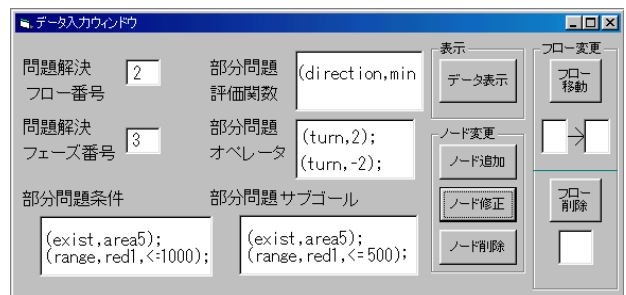 データ入力ウィンドウ
問題解決
フロー番号
2
部分問題
評価関数
(direction,min
問題解決
フェーズ番号
3
部分問題
オペレータ
(turn,2);
(turn,-2);
部分問題条件
(exist,area5);
(range,red1,<=1000);
部分問題サブゴール
(exist,area5);
(range,red1,<=500);
表示
データ表示
ノード変更
ノード追加
ノード修正
ノード削除
フロー変更
フロー
移動
→
フロー
削除